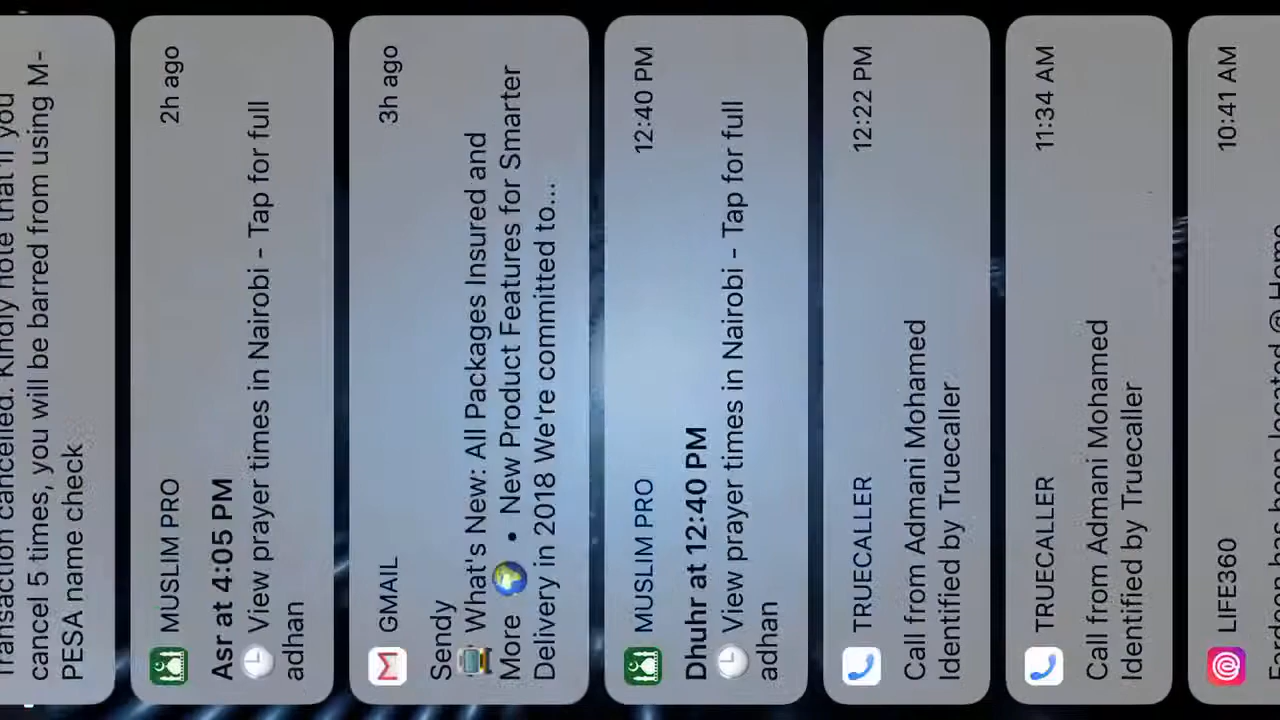 Transaction cancelled. Kindly note that if you
cancel 5 times, you will be barred from using M-
PESA name check
MUSLIM PRO 2h ago
Asr at 4:05 PM
🕒 View prayer times in Nairobi - Tap for full
adhan
GMAIL 3h ago
Sendy
🚎 What's New: All Packages Insured and
More 🌍 • New Product Features for Smarter
Delivery in 2018 We're committed to...
MUSLIM PRO 12:40 PM
Dhuhr at 12:40 PM
🕒 View prayer times in Nairobi - Tap for full
adhan
TRUECALLER 12:22 PM
Call from Admani Mohamed
Identified by Truecaller
TRUECALLER 11:34 AM
Call from Admani Mohamed
Identified by Truecaller
LIFE360 10:41 AM
has been located @ Home